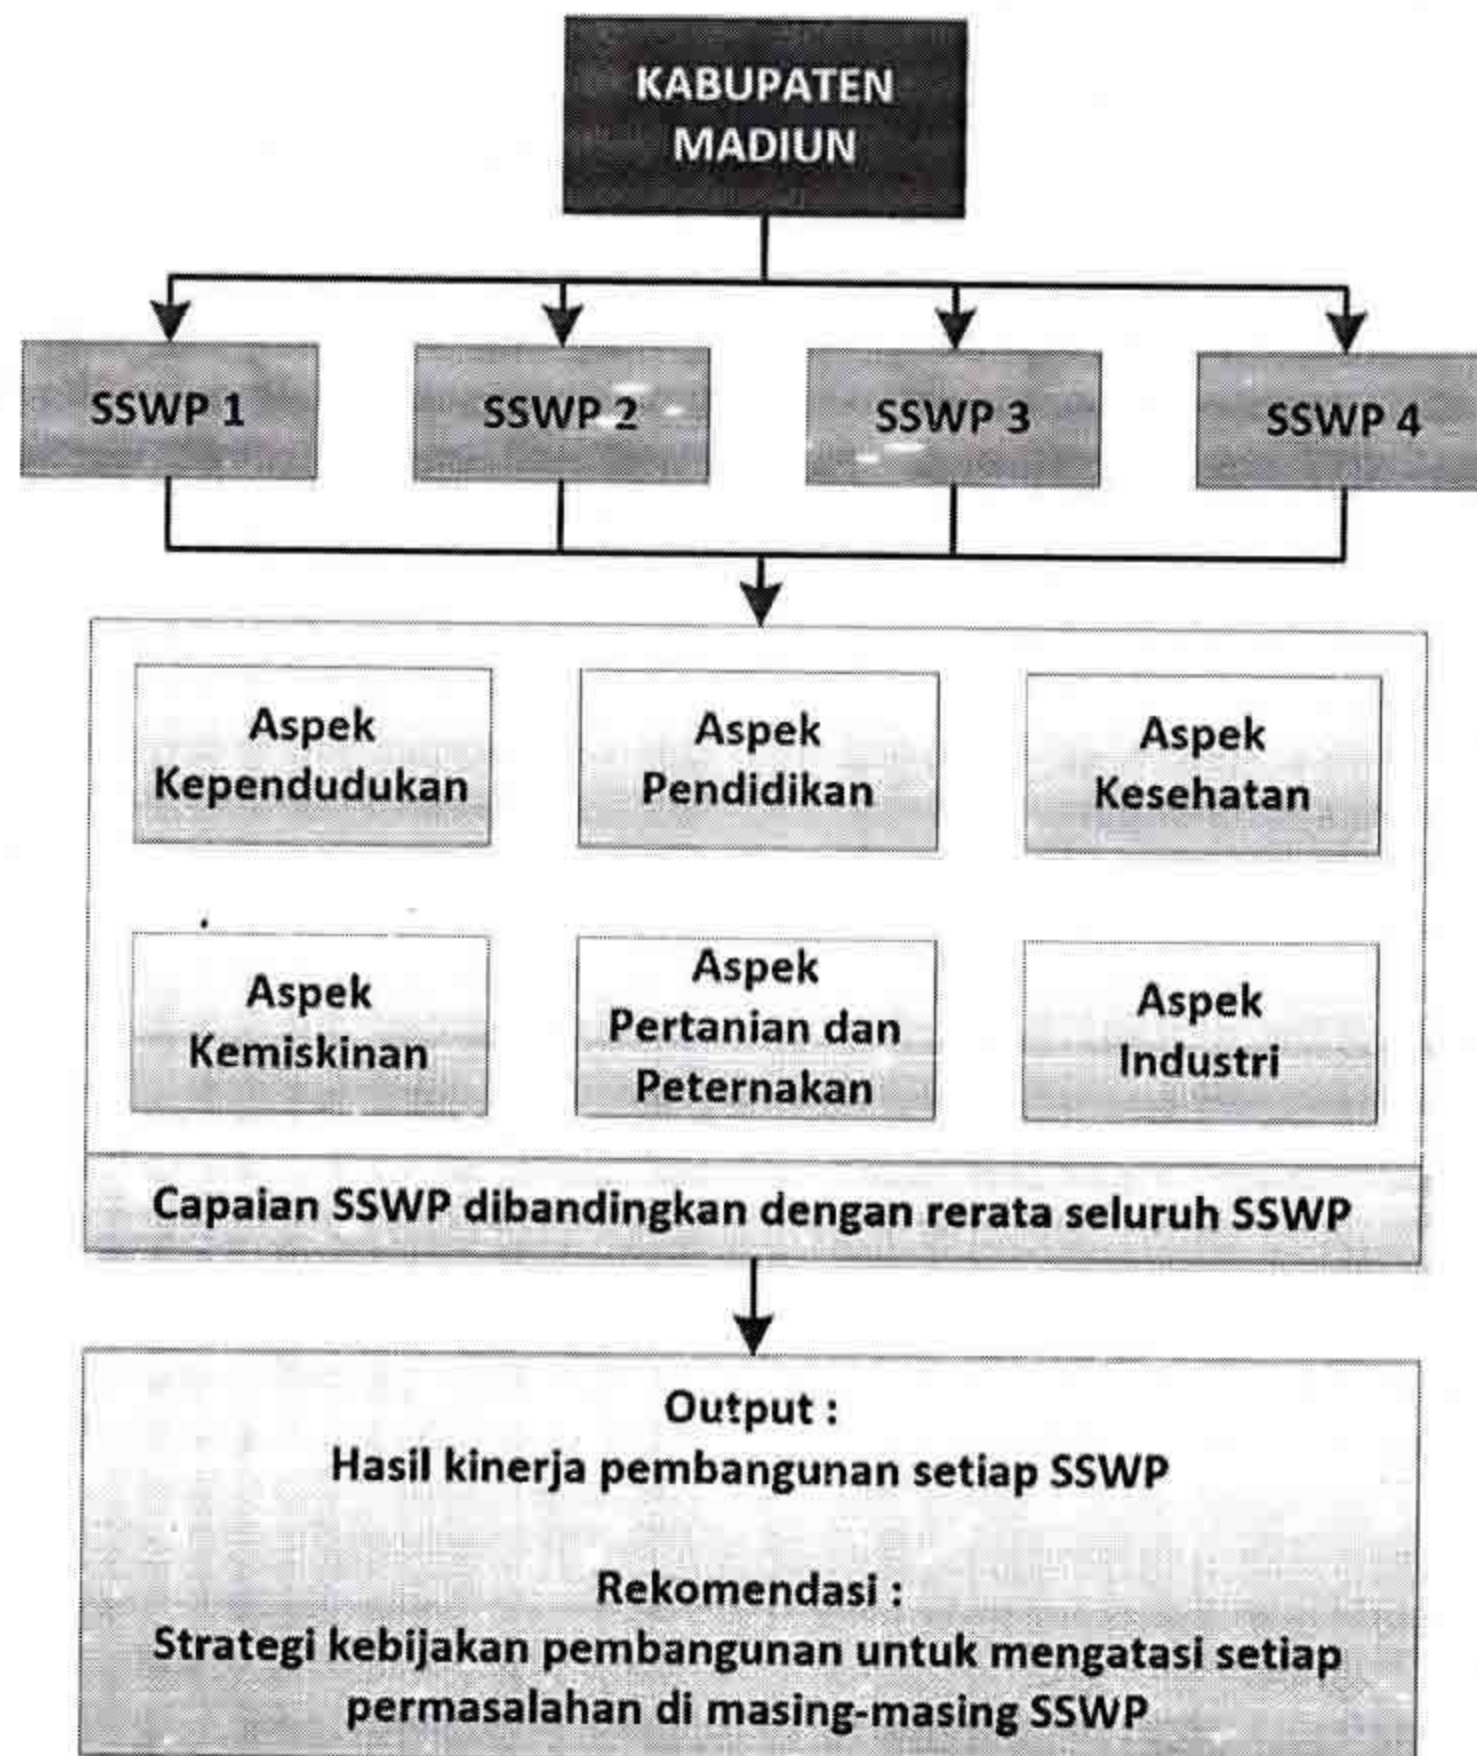 KABUPATEN
MADIUN
SSWP 1
SSWP 2
SSWP 3
SSWP 4
Aspek
Kependudukan
Aspek
Pendidikan
Aspek
Kesehatan
Aspek
Kemiskinan
Aspek
Pertanian dan
Peternakan
Aspek
Industri
Capaian SSWP dibandingkan dengan rerata seluruh SSWP
Output :
Hasil kinerja pembangunan setiap SSWP
Rekomendasi :
Strategi kebijakan pembangunan untuk mengatasi setiap
permasalahan di masing-masing SSWP